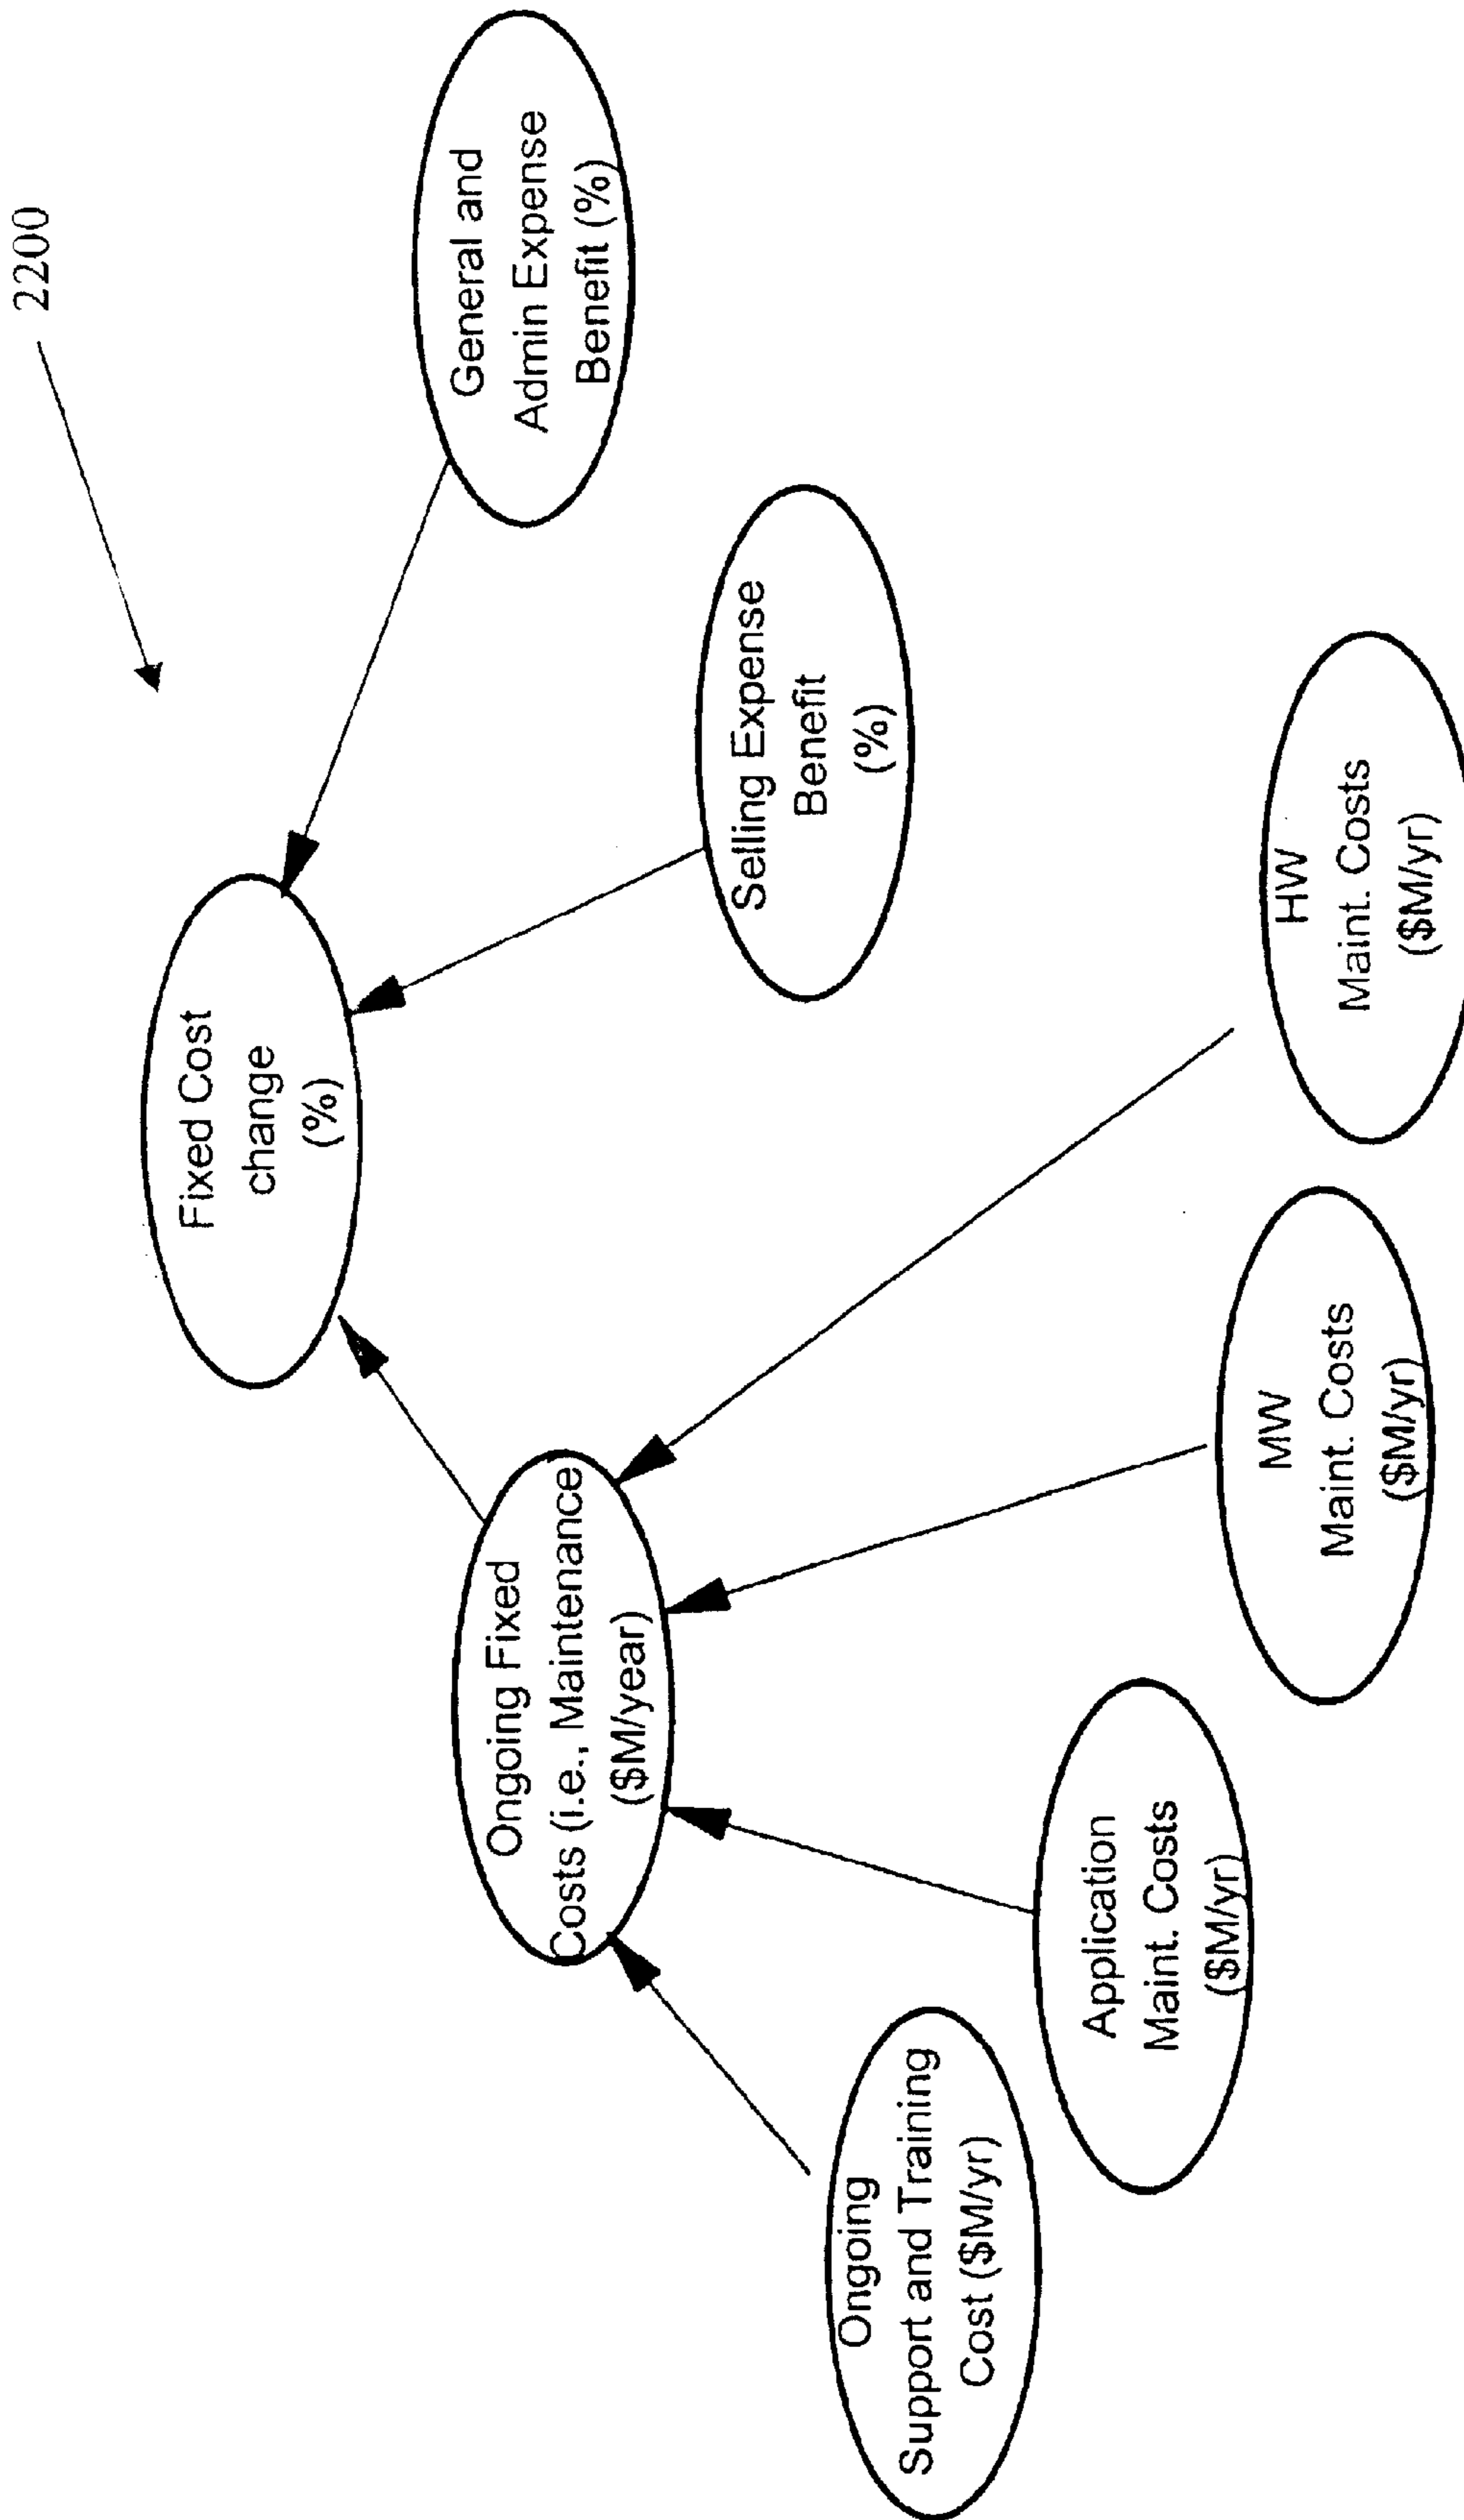 2200
Fixed Cost
change
(%)
General and
Admin Expense
Benefit (%)
Ongoing Fixed
Costs (i.e., Maintenance
($M/year)
Selling Expense
Benefit
(%)
Ongoing
Support and Training
Cost ($M/yr)
Application
Maint. Costs
($M/yr)
MW
Maint. Costs
($M/yr)
HW
Maint. Costs
($M/yr)